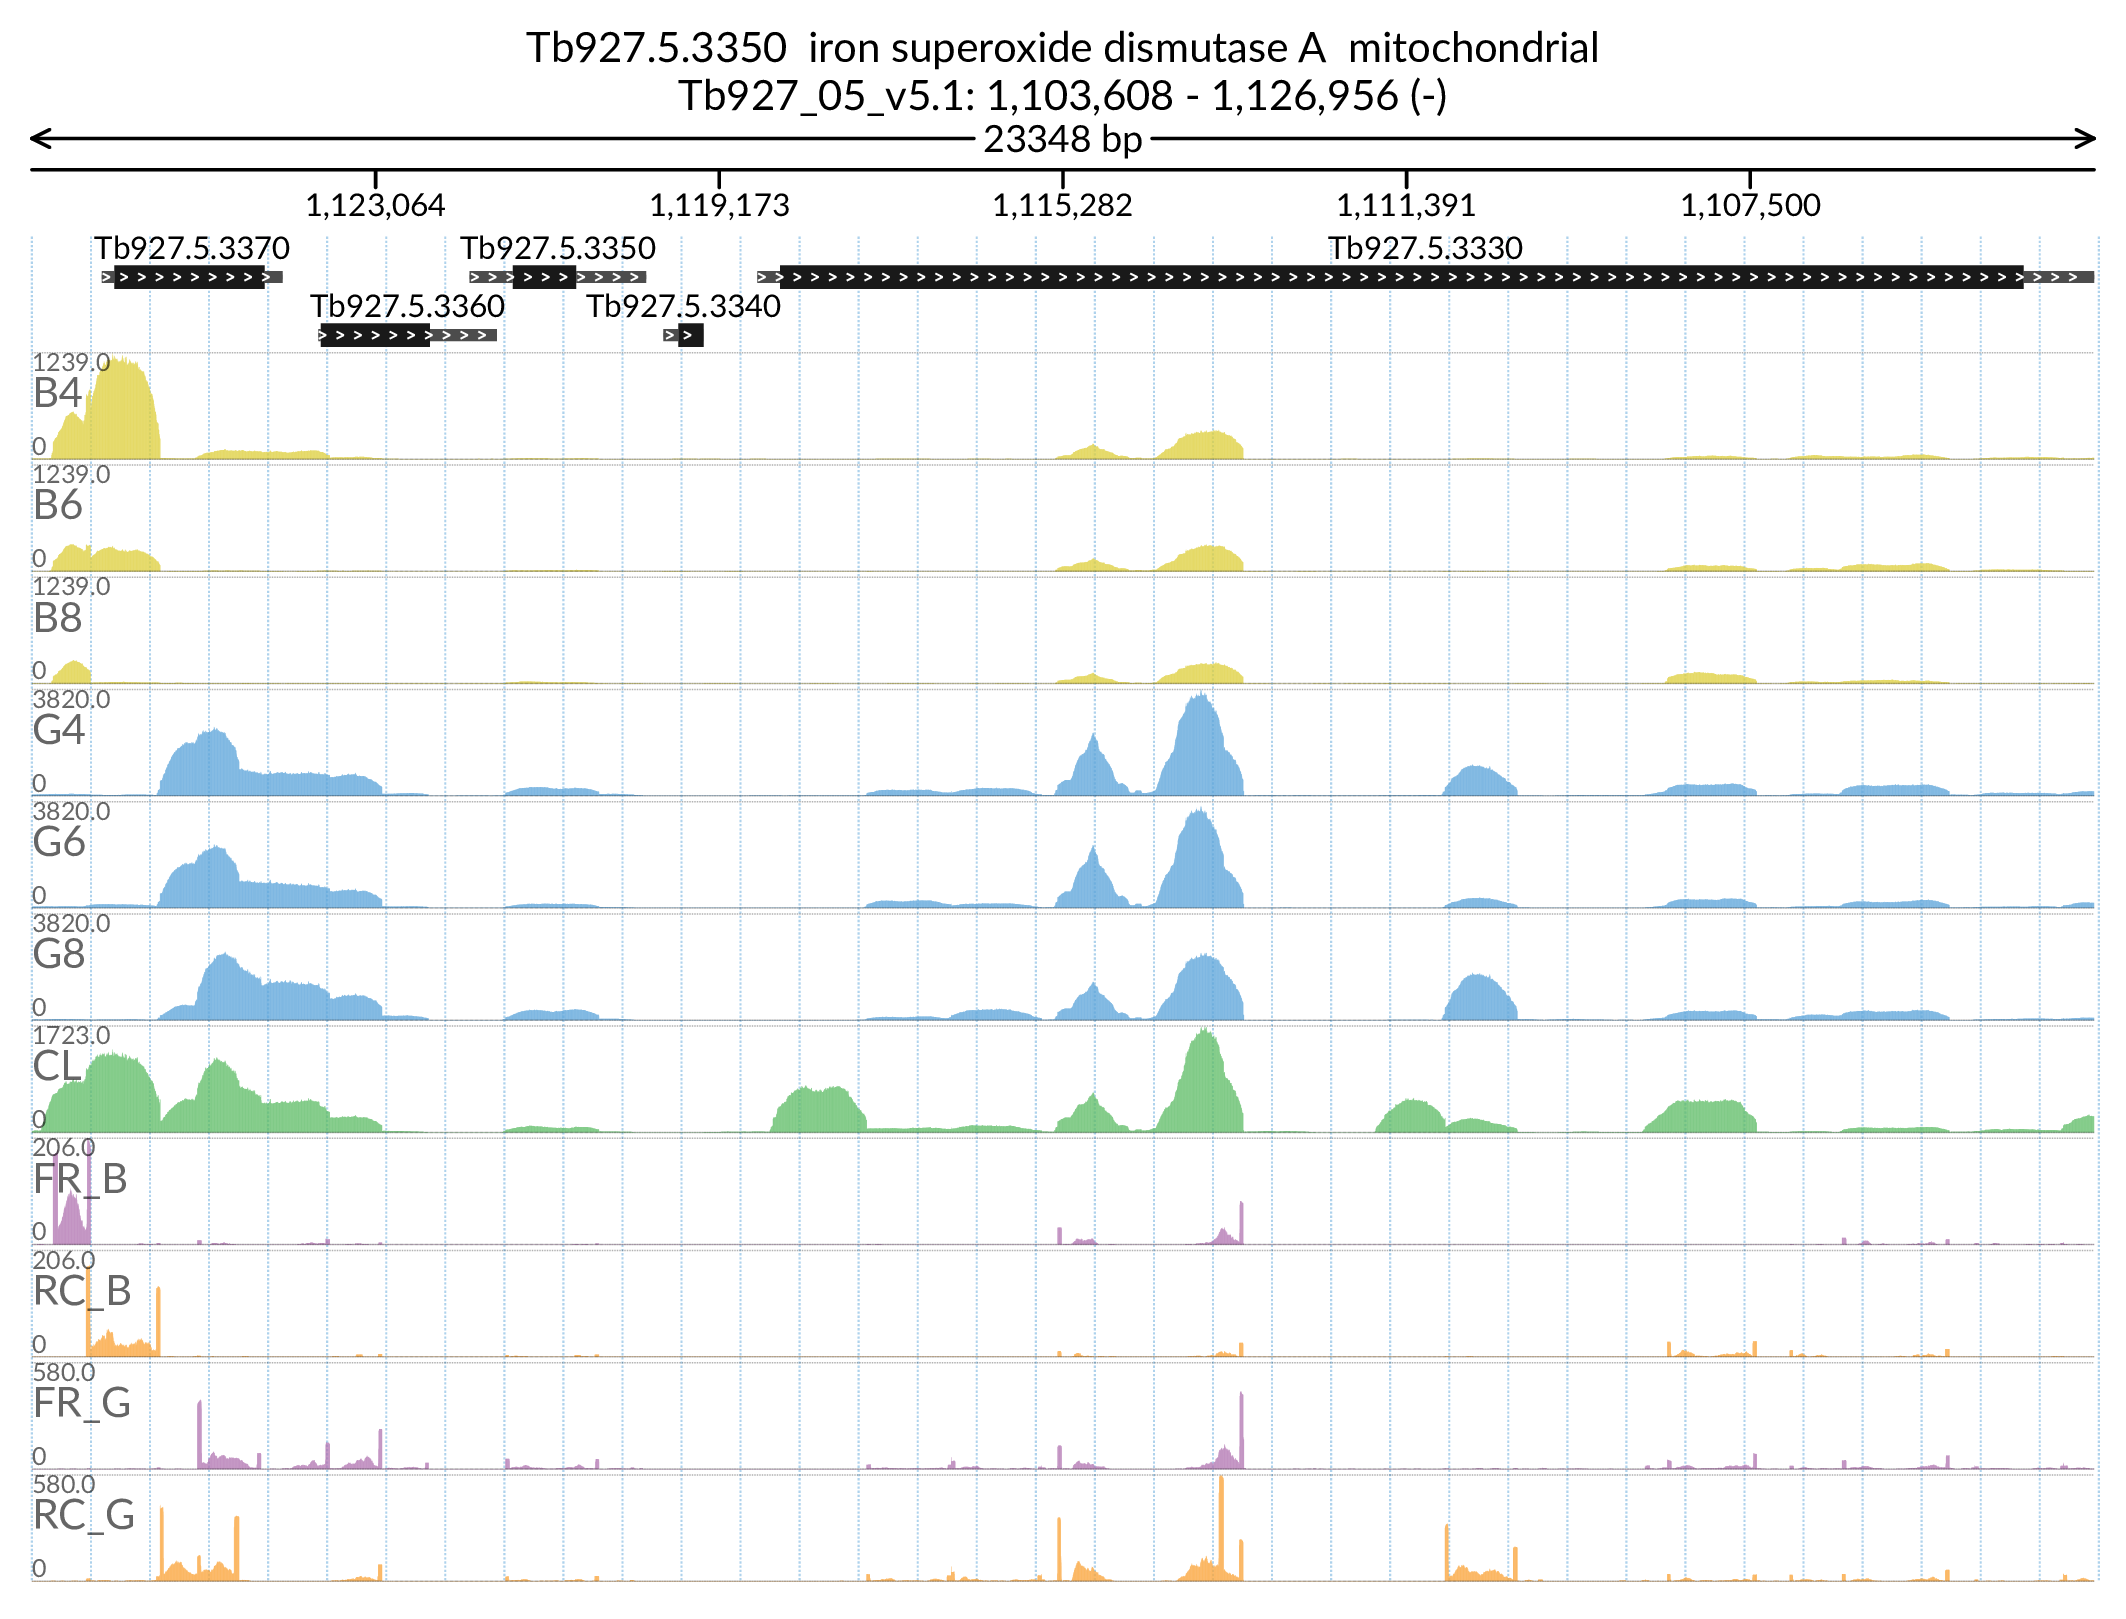 Tb927.5.3350  iron superoxide dismutase A  mitochondrial
Tb927_05_v5.1: 1,103,608 - 1,126,956 (-)
23348 bp
1,123,064 1,119,173 1,115,282 1,111,391 1,107,500
Tb927.5.3370 Tb927.5.3350 Tb927.5.3330
Tb927.5.3360 Tb927.5.3340
1239.0
B4
0
1239.0
B6
0
1239.0
B8
0
3820.0
G4
0
3820.0
G6
0
3820.0
G8
0
1723.0
CL
0
206.0
FR_B
0
206.0
RC_B
0
580.0
FR_G
0
580.0
RC_G
0